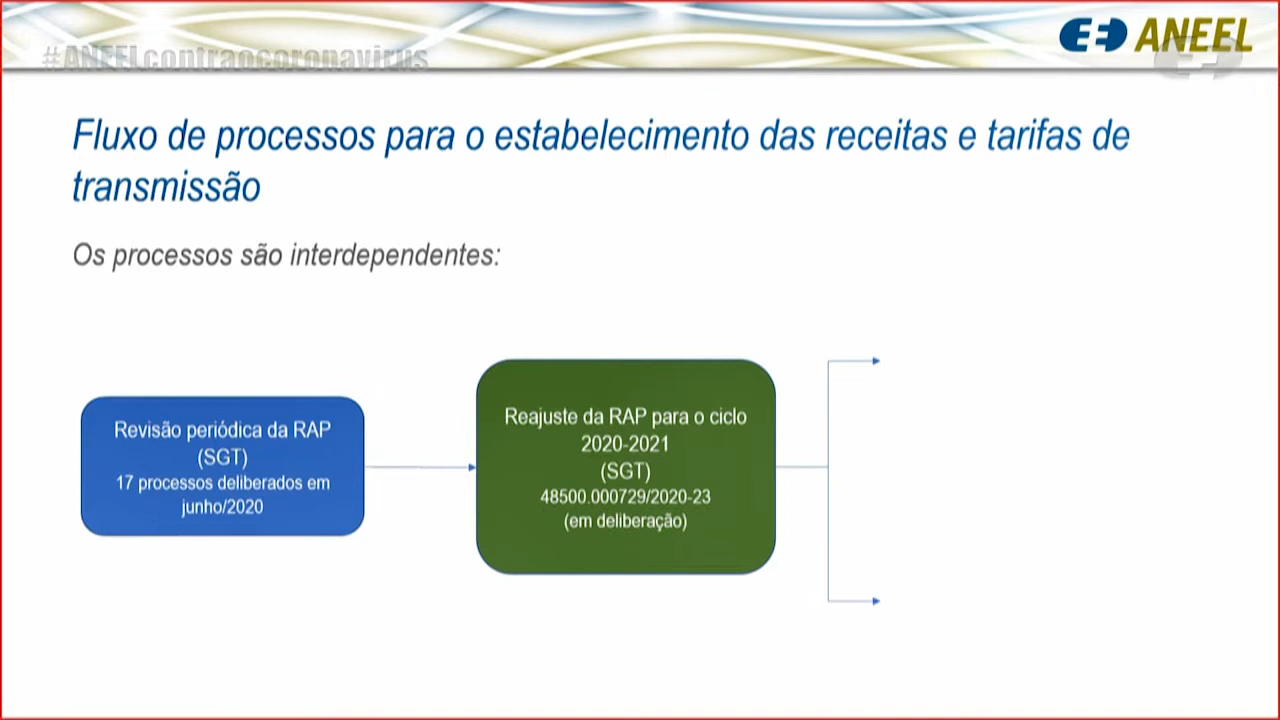 #ANEELcontraocoronavirus
ANEEL
Fluxo de processos para o estabelecimento das receitas e tarifas de
transmissão
Os processos são interdependentes:
Revisão periódica da RAP
(SGT)
17 processos deliberados em
junho/2020
Reajuste da RAP para o ciclo
2020-2021
(SGT)
48500.000729/2020-23
(em deliberação)